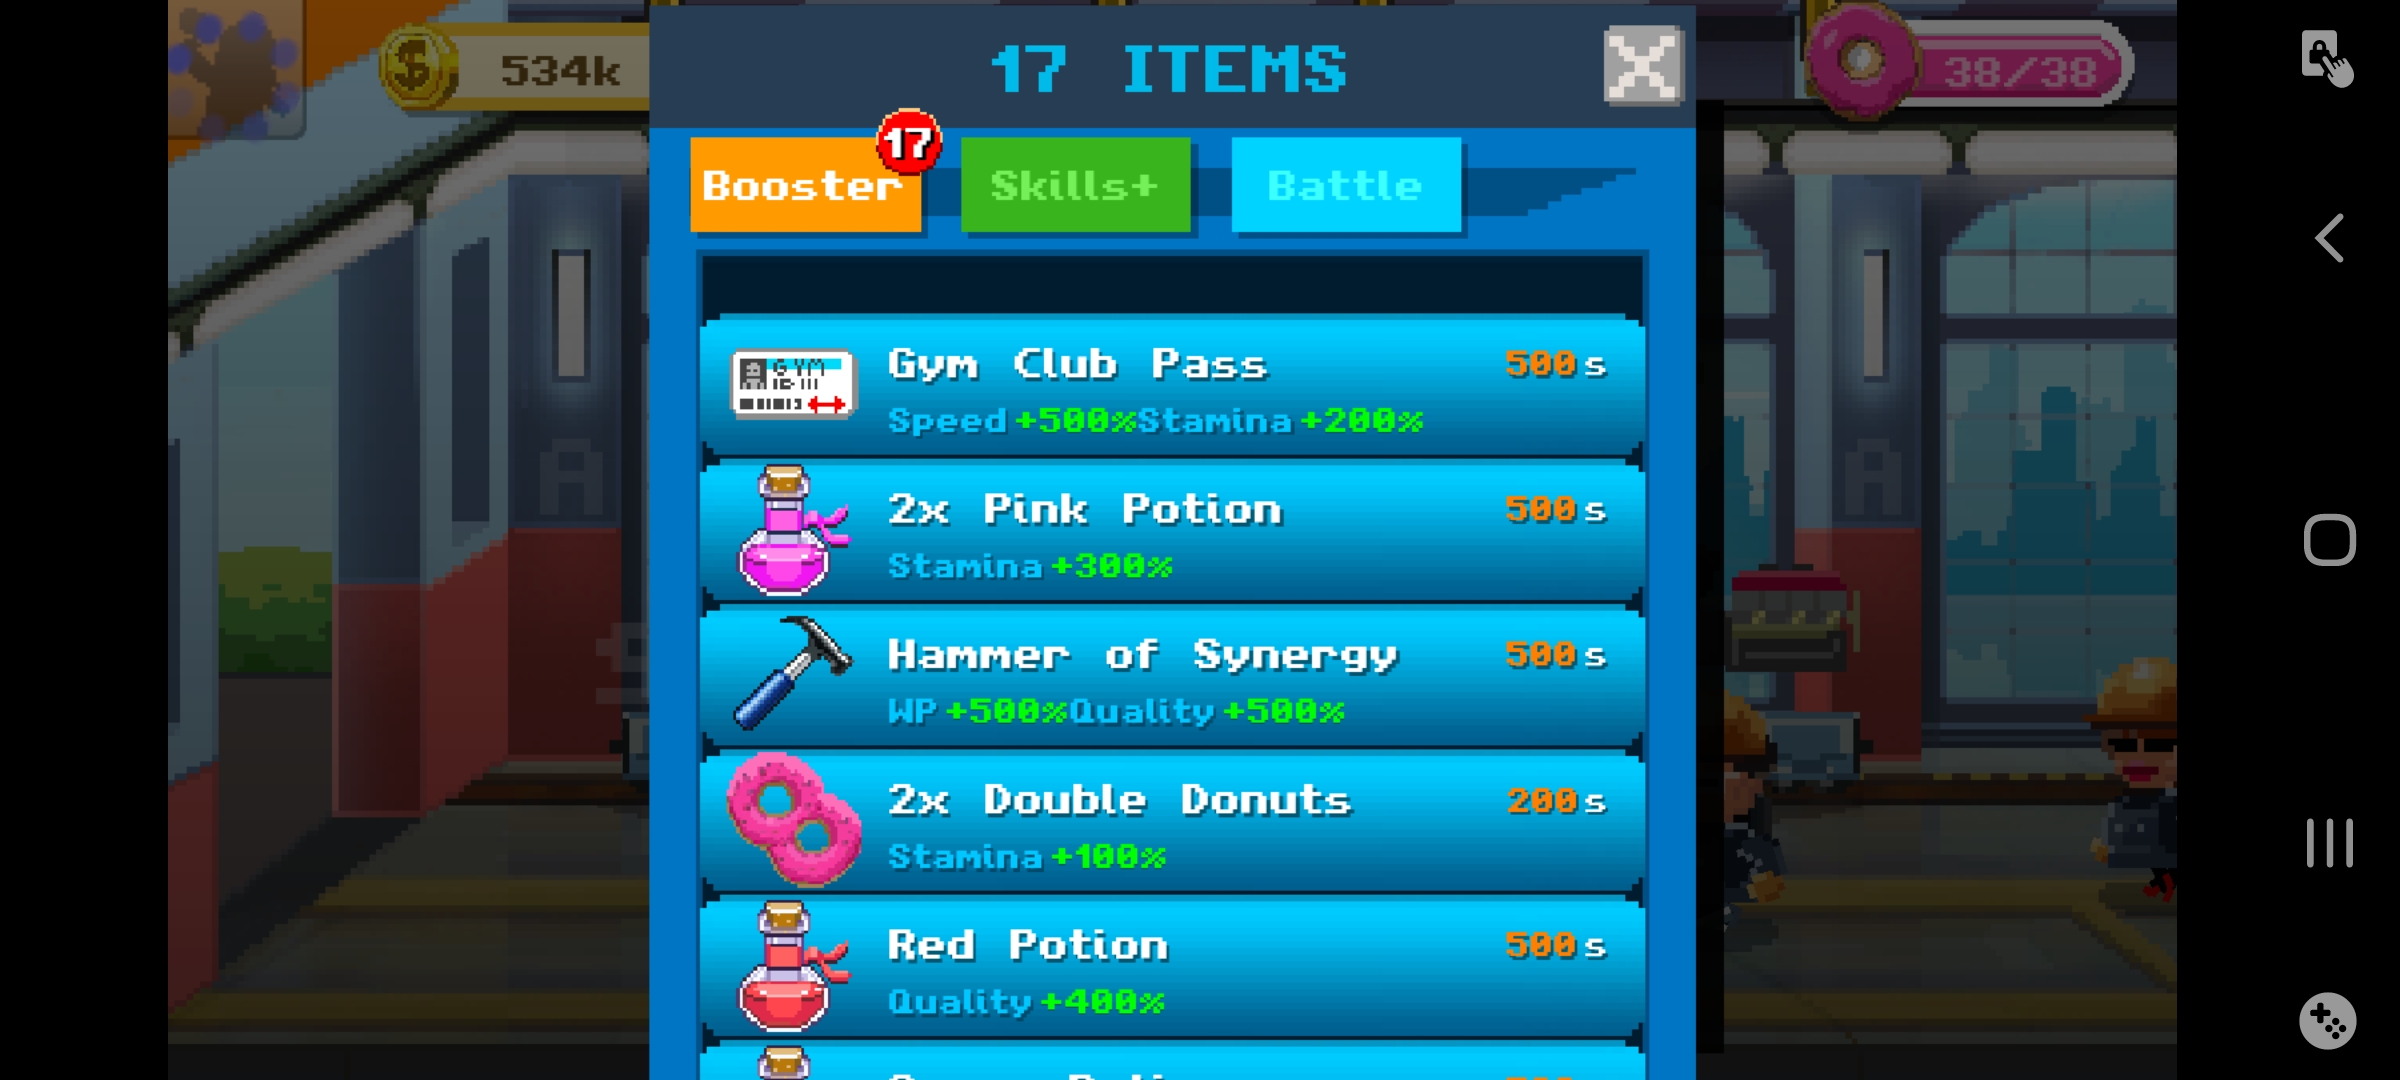 534k
17 ITEMS
38/38
17
Booster
Skills+
Battle
GYM
Gym Club Pass
500s
Speed +500%Stamina +200%
2x Pink Potion
500s
Stamina +300%
Hammer of Synergy
500s
WP +500%Quality +500%
2x Double Donuts
200s
Stamina +100%
Red Potion
500s
Quality +400%
A
A